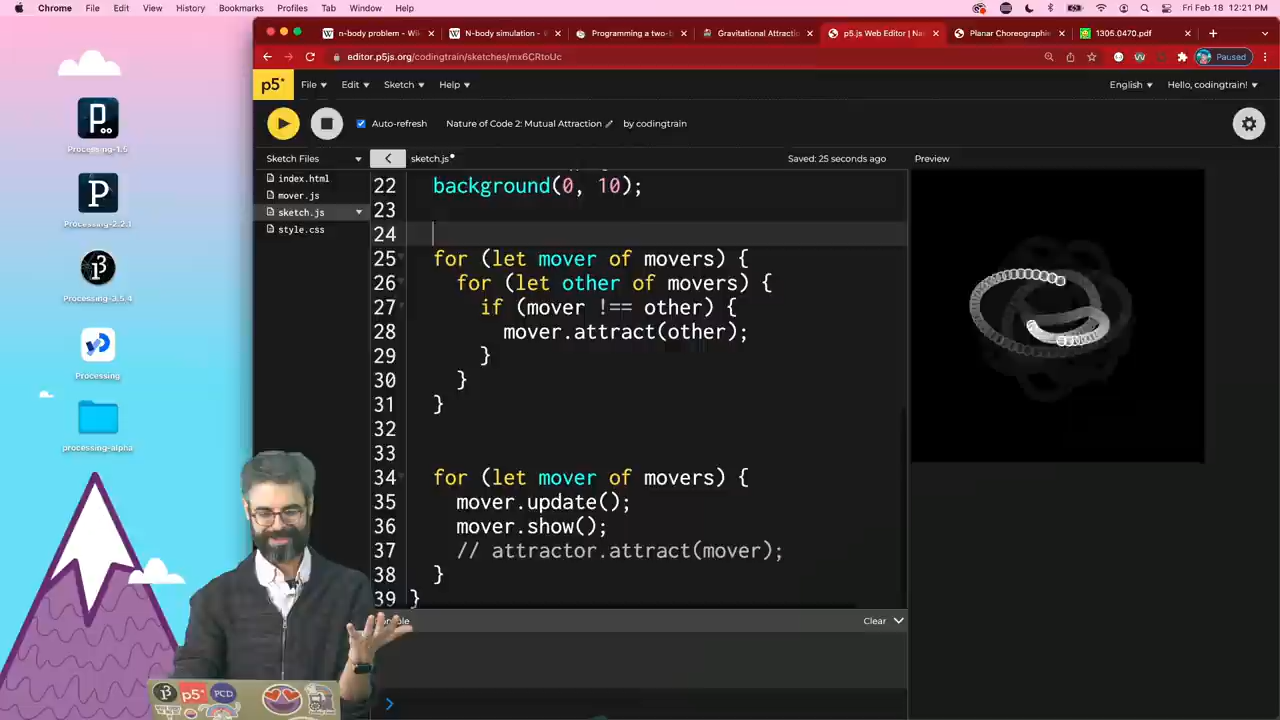 Chrome File Edit View History Bookmarks Profiles Tab Window Help Fri Feb 18 12:21 PM
n-body problem - Wi
N-body simulation - W
Programming a two-b
Gravitational Attractio
p5.js Web Editor | Na
Planar Choreographie
1306.0470.pdf
editor.p5js.org/codingtrain/sketches/mx6CRtoUc
Paused
p5* File Edit Sketch Help English Hello, codingtrain!
Auto-refresh Nature of Code 2: Mutual Attraction by codingtrain
Sketch Files
sketch.js
Saved: 25 seconds ago
Preview
index.html
mover.js
sketch.js
style.css
22 background(0, 10);
23
24
25 for (let mover of movers) {
26 for (let other of movers) {
27 if (mover !== other) {
28 mover.attract(other);
29 }
30 }
31 }
32
33
34 for (let mover of movers) {
35 mover.update();
36 mover.show();
37 // attractor.attract(mover);
38 }
39 }
Clear
Processing-1.5
Processing-2.2.1
Processing-3.5.4
Processing
processing-alpha
p5*
PCD